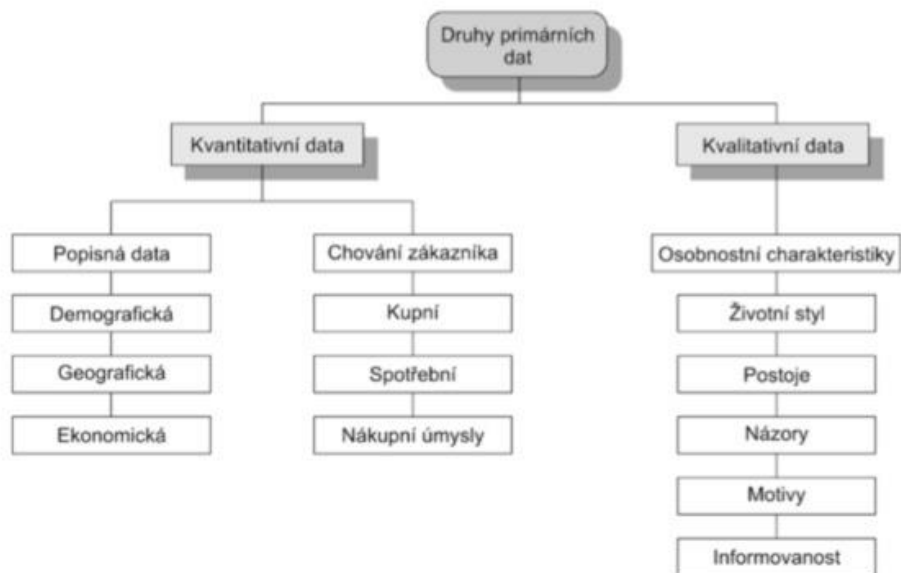 Druhy primárních
dat
Kvantitativní data
Kvalitativní data
Popisná data
Chování zákazníka
Osobnostní charakteristiky
Demografická
Kupní
Životní styl
Geografická
Spotřební
Postoje
Ekonomická
Nákupní úmysly
Názory
Motivy
Informovanost